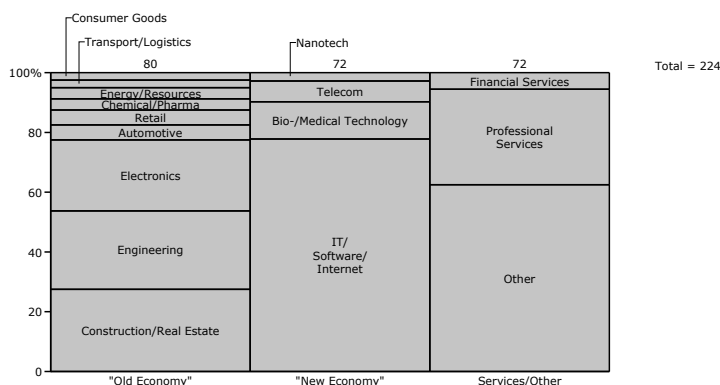 Consumer Goods
Transport/Logistics
Nanotech
80
72
72
Total = 224
100%
80
60
40
20
0
Energy/Resources
Chemical/Pharma
Retail
Automotive
Electronics
Engineering
Construction/Real Estate
Telecom
Bio-/Medical Technology
IT/
Software/
Internet
Financial Services
Professional
Services
Other
"Old Economy"
"New Economy"
Services/Other